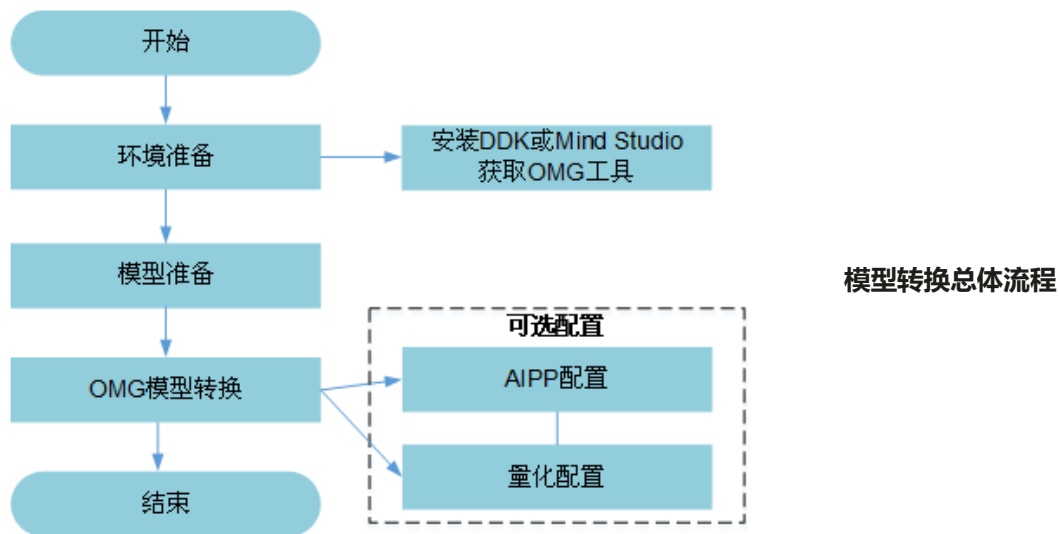 开始
环境准备
安装DDK或Mind Studio
获取OMG工具
模型准备
模型转换总体流程
可选配置
OMG模型转换
AIPP配置
量化配置
结束